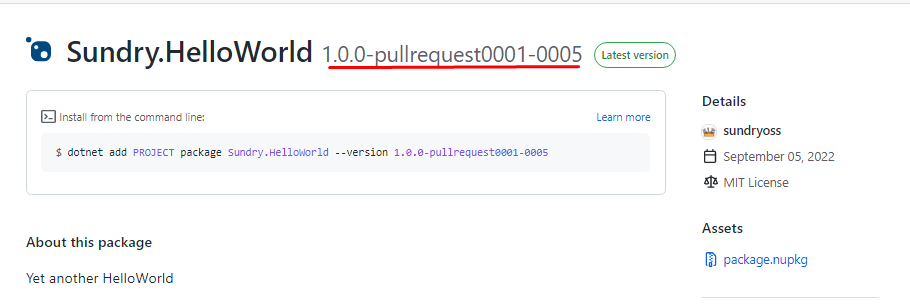 Sundry.HelloWorld 1.0.0-pullrequest0001-0005 Latest version
Install from the command line:
Learn more
$ dotnet add PROJECT package Sundry.HelloWorld --version 1.0.0-pullrequest0001-0005
About this package
Yet another HelloWorld
Details
sundryoss
September 05, 2022
MIT License
Assets
package.nupkg